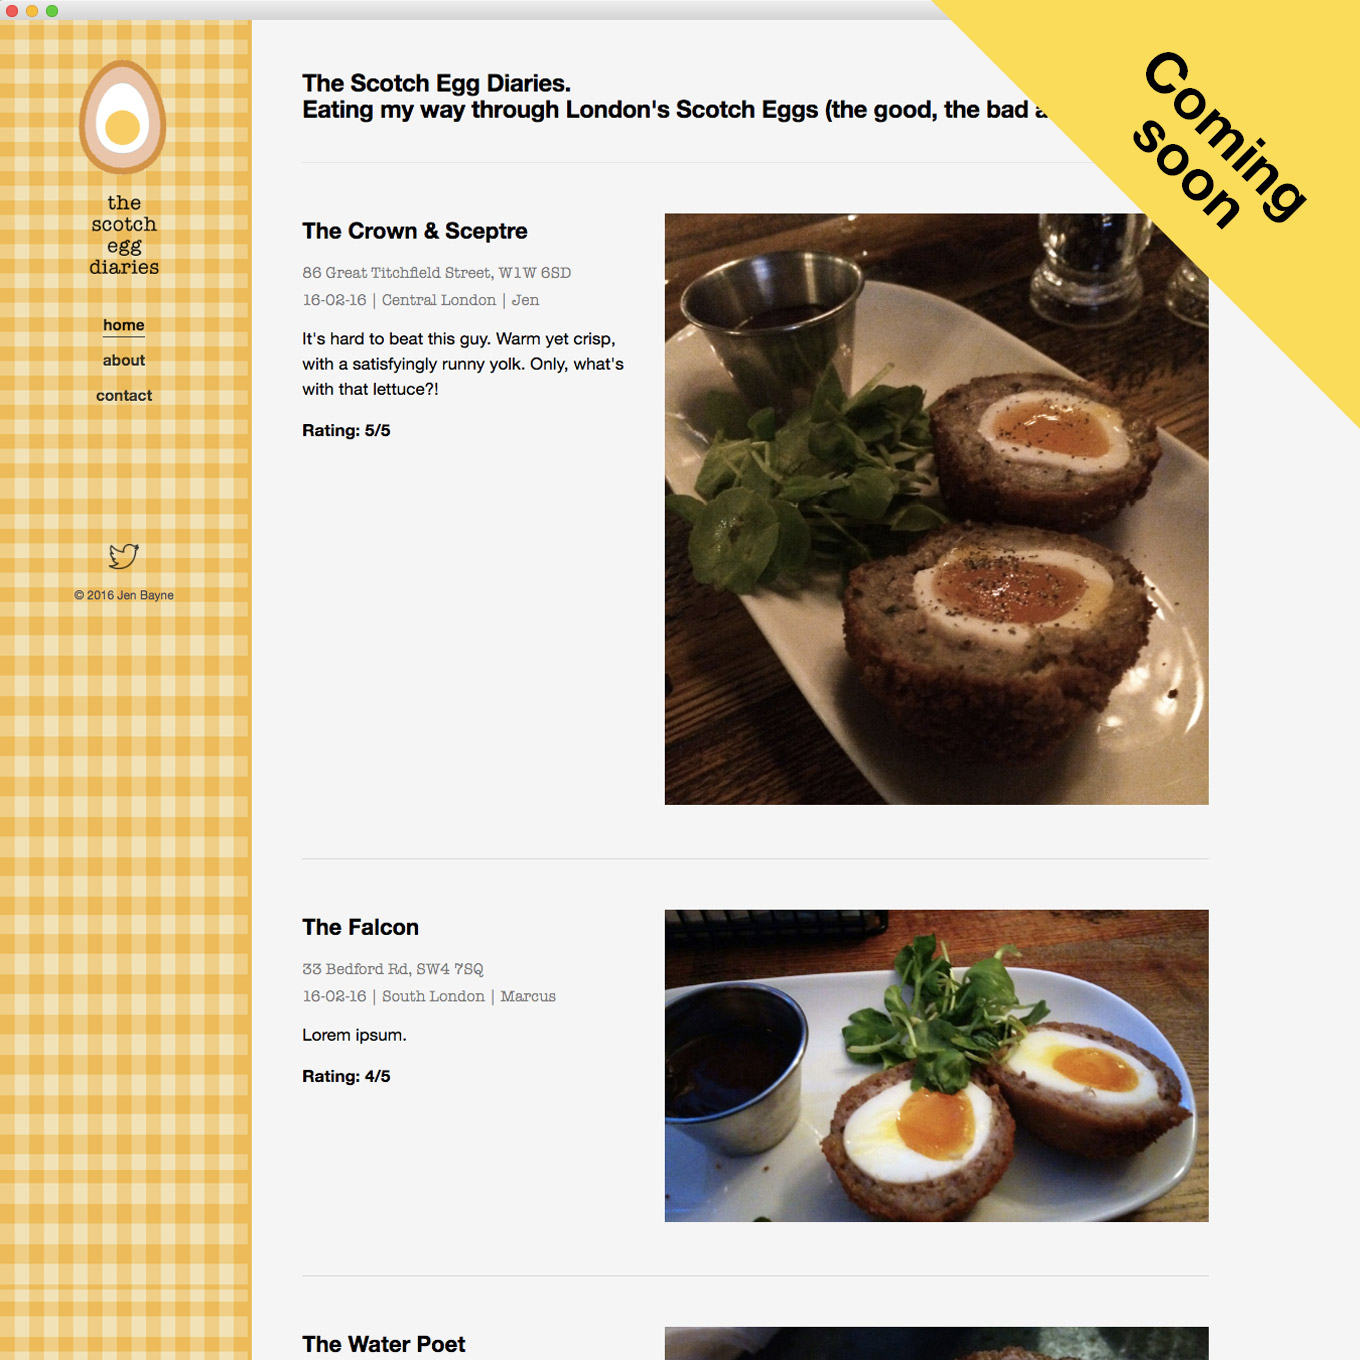 Coming
soon
the
scotch
egg
diaries
home
about
contact
© 2016 Jen Bayne
The Scotch Egg Diaries.
Eating my way through London's Scotch Eggs (the good, the bad
The Crown & Sceptre
86 Great Titchfield Street, W1W 6SD
16-02-16 | Central London | Jen
It's hard to beat this guy. Warm yet crisp,
with a satisfyingly runny yolk. Only, what's
with that lettuce?!
Rating: 5/5
The Falcon
33 Bedford Rd, SW4 7SQ
16-02-16 | South London | Marcus
Lorem ipsum.
Rating: 4/5
The Water Poet